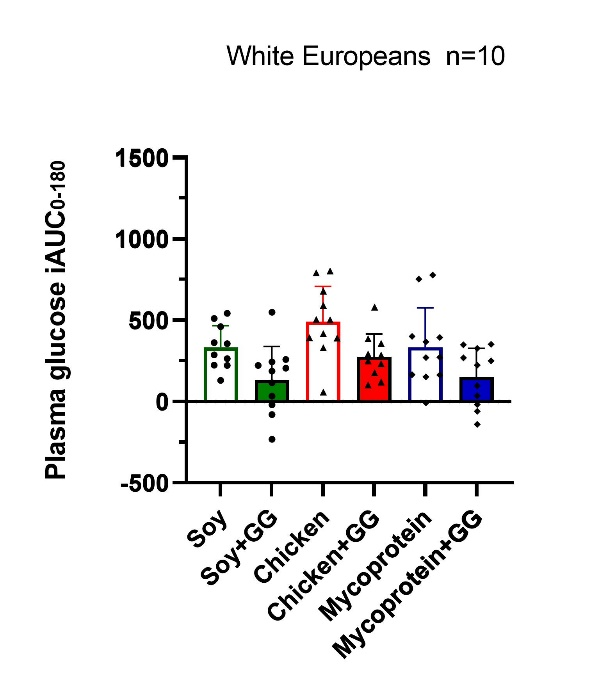 White Europeans n=10
Plasma glucose iAUC0-180
1500
1000
500
0
-500
Soy
Soy+GG
Chicken
Chicken+GG
Mycoprotein
Mycoprotein+GG